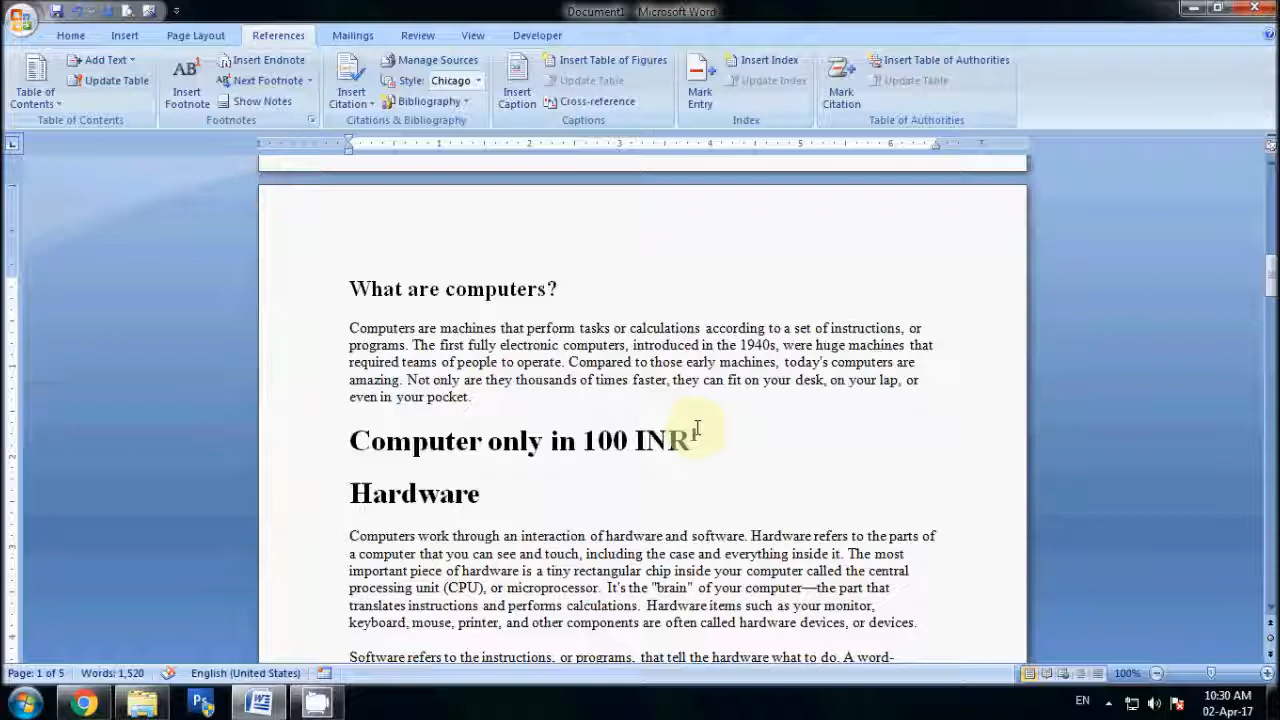 Document1 - Microsoft Word
Home Insert Page Layout References Mailings Review View Developer
Table of Contents
Add Text
Update Table
Table of Contents
AB1
Insert Footnote
Insert Endnote
Next Footnote
Show Notes
Footnotes
Insert Citation
Manage Sources
Style: Chicago
Bibliography
Citations & Bibliography
Insert Caption
Insert Table of Figures
Update Table
Cross-reference
Captions
Mark Entry
Insert Index
Update Index
Index
Mark Citation
Insert Table of Authorities
Update Table
Table of Authorities
1 1 2 3 4 5 6 7
What are computers?
Computers are machines that perform tasks or calculations according to a set of instructions, or
programs. The first fully electronic computers, introduced in the 1940s, were huge machines that
required teams of people to operate. Compared to those early machines, today's computers are
amazing. Not only are they thousands of times faster, they can fit on your desk, on your lap, or
even in your pocket.
Computer only in 100 INR
Hardware
Computers work through an interaction of hardware and software. Hardware refers to the parts of
a computer that you can see and touch, including the case and everything inside it. The most
important piece of hardware is a tiny rectangular chip inside your computer called the central
processing unit (CPU), or microprocessor. It's the "brain" of your computer—the part that
translates instructions and performs calculations. Hardware items such as your monitor,
keyboard, mouse, printer, and other components are often called hardware devices, or devices.
Software refers to the instructions, or programs, that tell the hardware what to do. A word-
Page: 1 of 5 Words: 1,520 English (United States) 100%
EN 10:30 AM
02-Apr-17